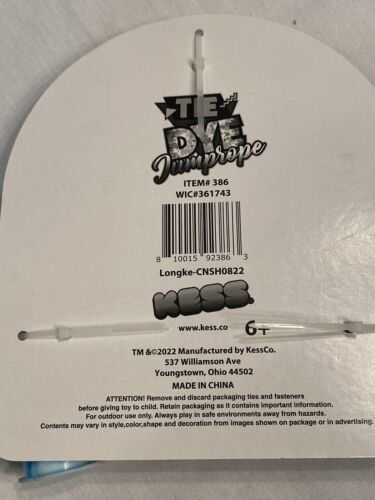 TIE
DYE
Jumprope
ITEM# 386
WIC#361743
8 10015 92386 3
Longke-CNSH0822
KESS.
www.kess.co 6+
TM &©2022 Manufactured by KessCo.
537 Williamson Ave
Youngstown, Ohio 44502
MADE IN CHINA
ATTENTION! Remove and discard packaging ties and fasteners
before giving toy to child. Retain packaging as it contains important information.
For outdoor use only. Always play in safe environments away from hazards.
Contents may vary in style,color,shape and decoration from images shown on package or in advertising.